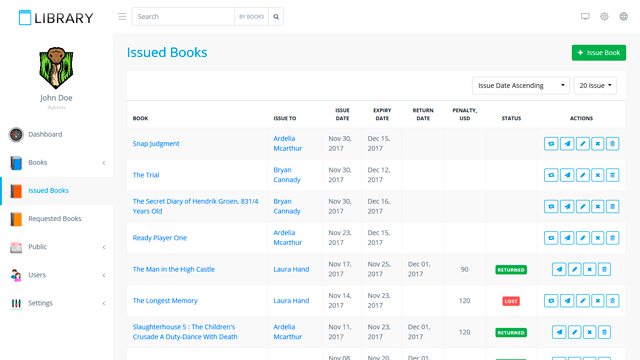 LIBRARY
Search
BY BOOKS
John Doe
Admin
Dashboard
Books
Issued Books
Requested Books
Public
Users
Settings
Issued Books
+ Issue Book
Issue Date Ascending
20 Issue
BOOK ISSUE TO ISSUE DATE EXPIRY DATE RETURN DATE PENALTY, USD STATUS ACTIONS
Snap Judgment Ardelia Mcarthur Nov 30, 2017 Dec 15, 2017
The Trial Bryan Cannady Nov 30, 2017 Dec 12, 2017
The Secret Diary of Hendrik Groen, 831/4 Years Old Bryan Cannady Nov 30, 2017 Dec 16, 2017
Ready Player One Ardelia Mcarthur Nov 23, 2017 Dec 15, 2017
The Man in the High Castle Laura Hand Nov 17, 2017 Nov 25, 2017 Dec 01, 2017 90 RETURNED
The Longest Memory Laura Hand Nov 14, 2017 Nov 23, 2017 120 LOST
Slaughterhouse 5 : The Children's Crusade A Duty-Dance With Death Ardelia Mcarthur Nov 11, 2017 Nov 23, 2017 Dec 01, 2017 120 RETURNED
Nov 08, Nov 20, Dec 01,